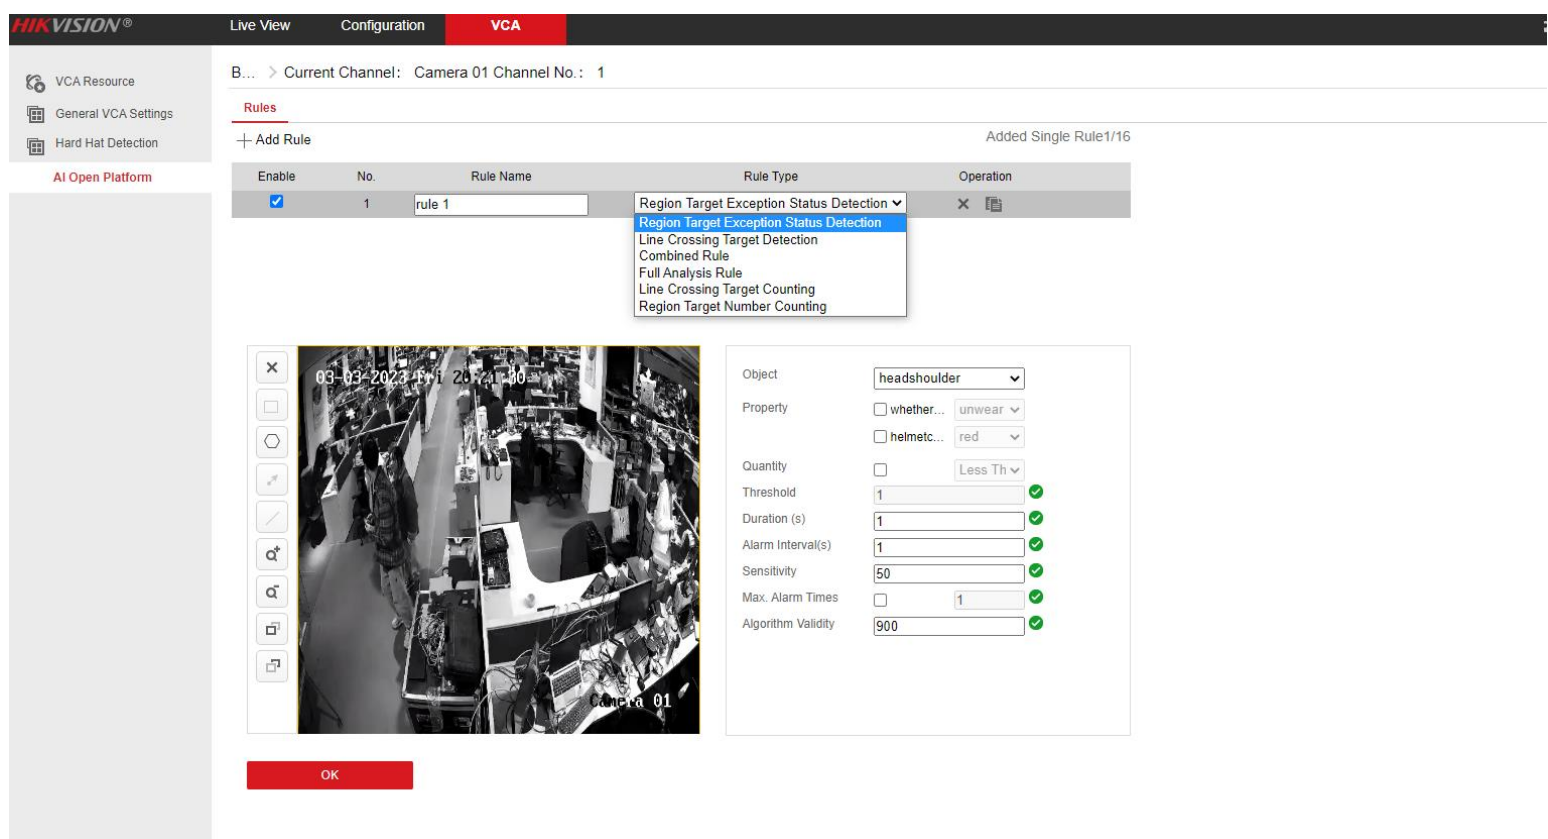 HIKVISION® Live View Configuration VCA
B... > Current Channel: Camera 01 Channel No.: 1
VCA Resource
General VCA Settings
Hard Hat Detection
AI Open Platform
Rules
Add Rule
Added Single Rule1/16
Enable No. Rule Name Rule Type Operation
1 rule 1 Region Target Exception Status Detection
Region Target Exception Status Detection
Line Crossing Target Detection
Combined Rule
Full Analysis Rule
Line Crossing Target Counting
Region Target Number Counting
03-03-2023 Fri 20:21:30
Camera 01
Object headshoulder
Property whether... unwear
helmetc... red
Quantity Less Th
Threshold 1
Duration (s) 1
Alarm Interval(s) 1
Sensitivity 50
Max. Alarm Times 1
Algorithm Validity 900
OK